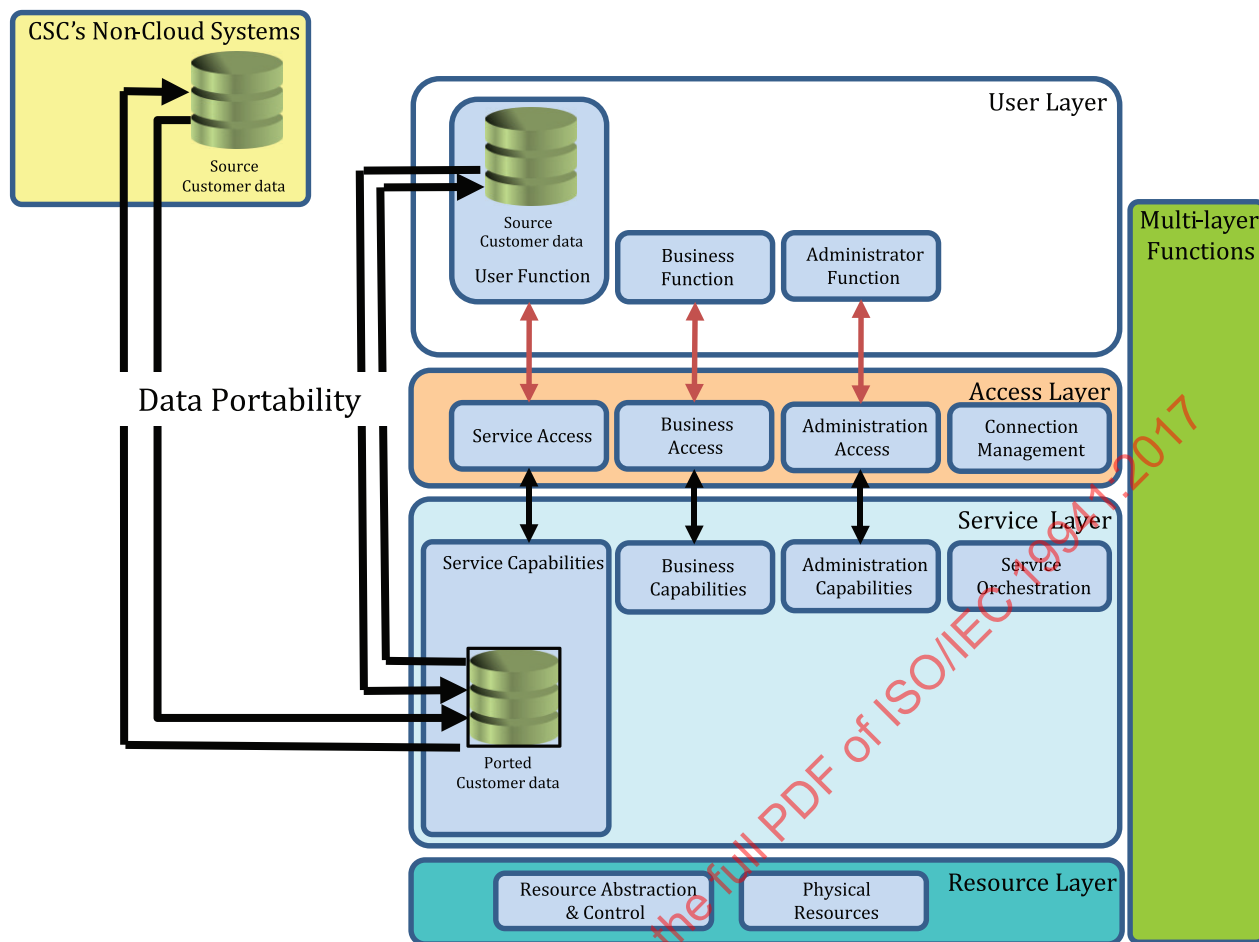 CSC's Non-Cloud Systems
Source
Customer data
User Layer
Source
Customer data
User Function
Business
Function
Administrator
Function
Multi-layer
Functions
Data Portability
Access Layer
Service Access
Business
Access
Administration
Access
Connection
Management
Service Layer
Service Capabilities
Business
Capabilities
Administration
Capabilities
Service
Orchestration
Ported
Customer data
Resource Layer
Resource Abstraction
& Control
Physical
Resources
the full PDF of ISO/IEC 19941:2017